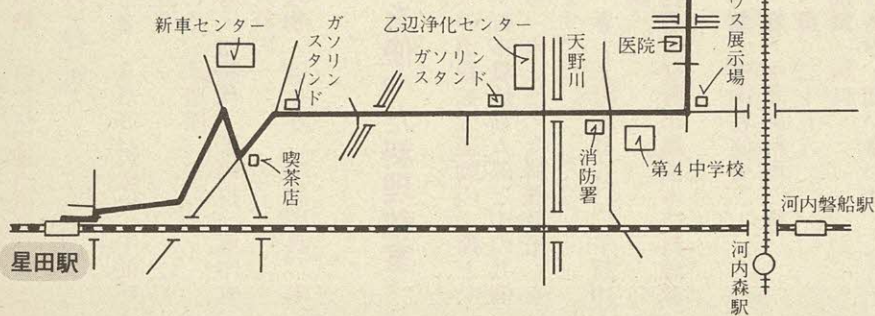 新車センター
ガソリン
スタンド
乙辺浄化センター
ガソリン
スタンド
天野川
医院
ウス展示場
喫茶店
消防署
第4中学校
河内磐船駅
星田駅
河内森駅